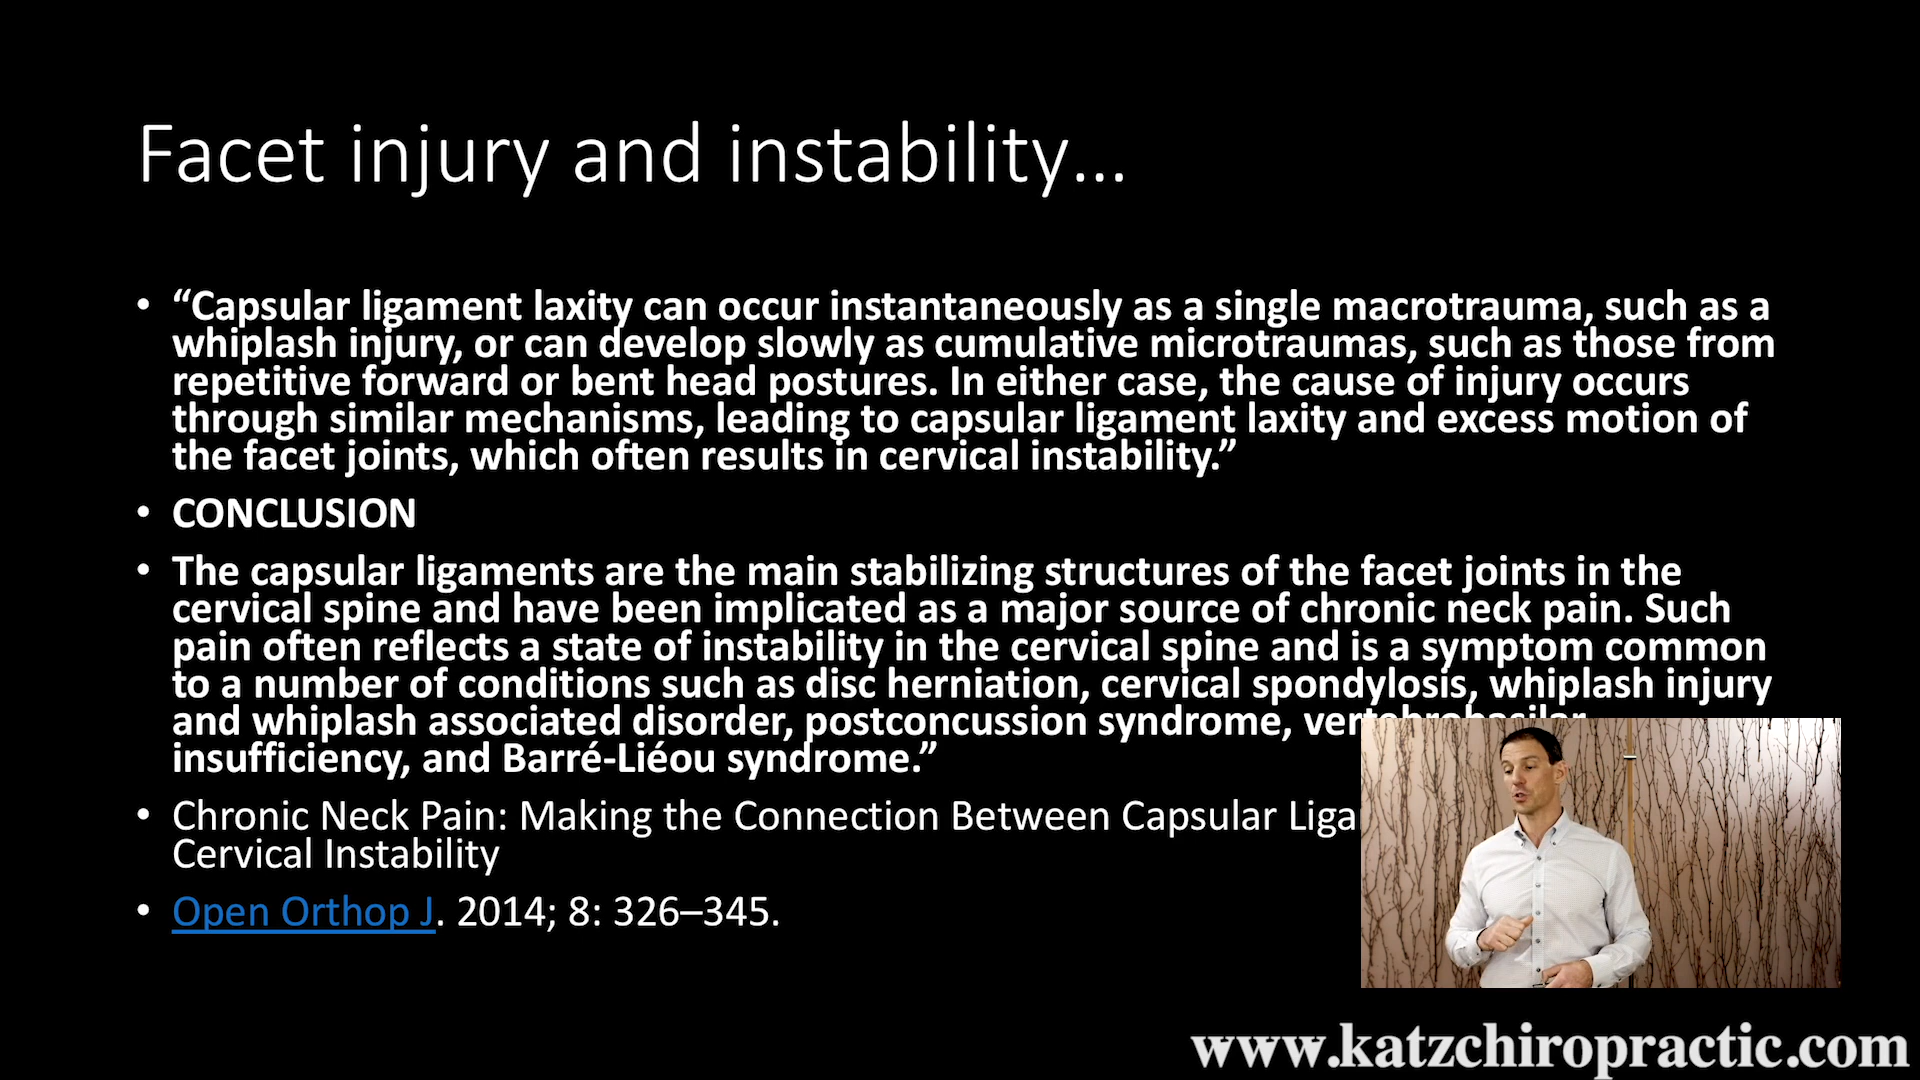 Facet injury and instability...
• “Capsular ligament laxity can occur instantaneously as a single macrotrauma, such as a
whiplash injury, or can develop slowly as cumulative microtraumas, such as those from
repetitive forward or bent head postures. In either case, the cause of injury occurs
through similar mechanisms, leading to capsular ligament laxity and excess motion of
the facet joints, which often results in cervical instability.”
• CONCLUSION
• The capsular ligaments are the main stabilizing structures of the facet joints in the
cervical spine and have been implicated as a major source of chronic neck pain. Such
pain often reflects a state of instability in the cervical spine and is a symptom common
to a number of conditions such as disc herniation, cervical spondylosis, whiplash injury
and whiplash associated disorder, postconcussion syndrome, vertebrobasilar
insufficiency, and Barré-Liéou syndrome.”
• Chronic Neck Pain: Making the Connection Between Capsular
Cervical Instability
• Open Orthop J. 2014; 8: 326–345.
www.katzchiropractic.com